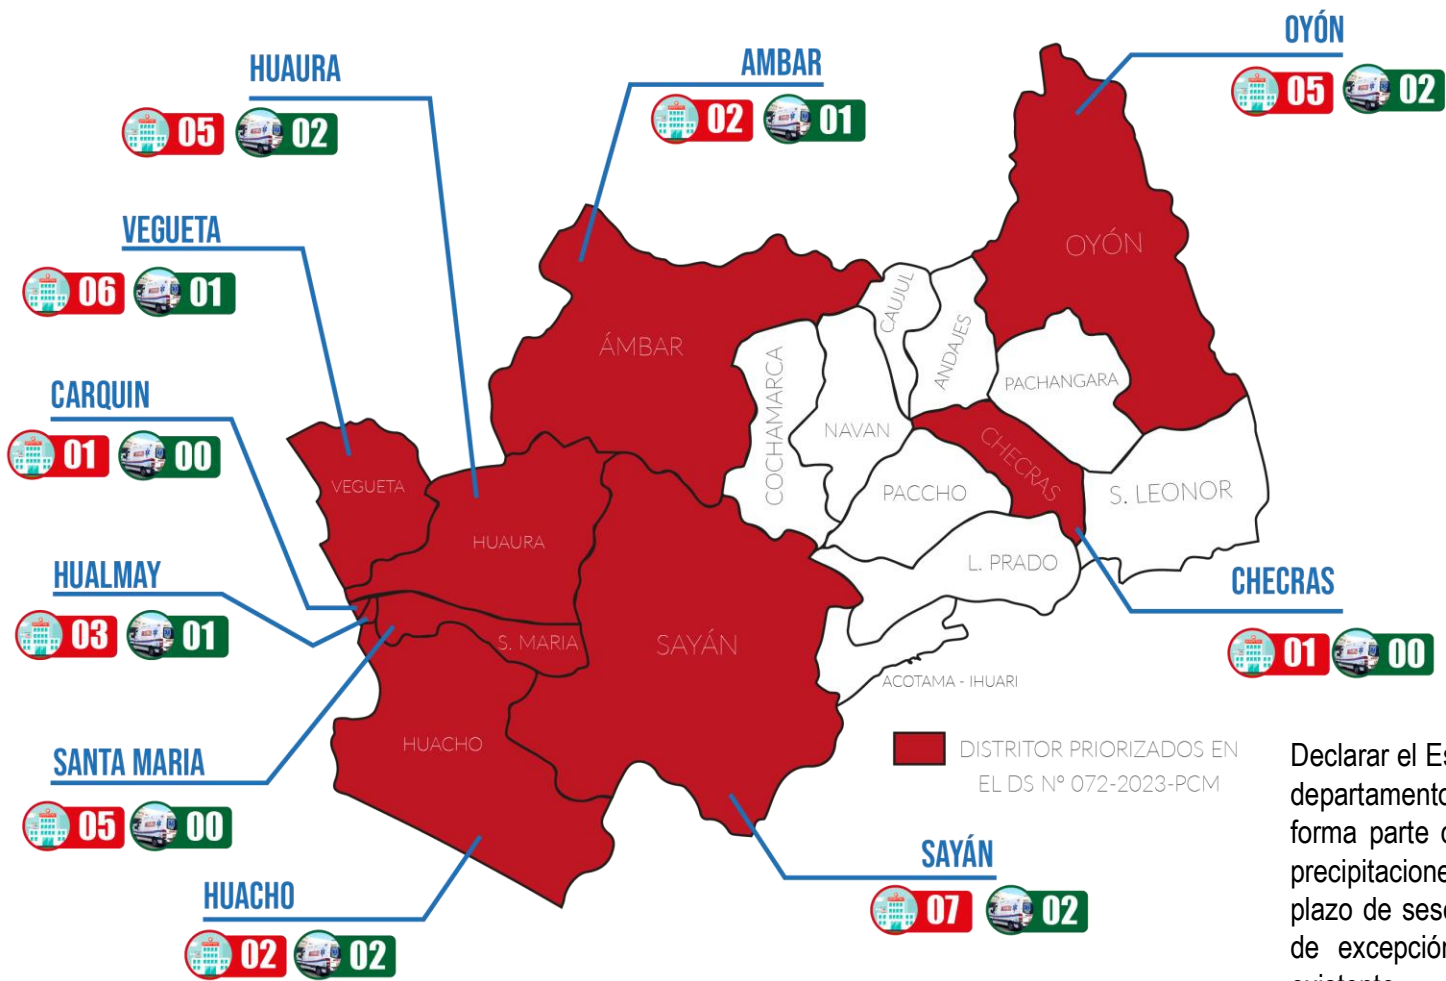 OYÓN
05 02
HUAURA
05 02
AMBAR
02 01
VEGUETA
06 01
CARQUIN
01 00
HUALMAY
03 01
SANTA MARIA
05 00
HUACHO
02 02
SAYÁN
07 02
CHECRAS
01 00
OYÓN
ÁMBAR
CAUJUL
ANDAJES
PACHANGARA
COCHAMARCA
NAVAN
CHECRAS
PACCHO
S. LEONOR
VEGUETA
HUAURA
L. PRADO
S. MARIA
SAYÁN
ACOTAMA - IHUARI
HUACHO
DISTRITOR PRIORIZADOS EN
EL DS Nº 072-2023-PCM
Declarar el Es
departamento
forma parte
precipitacione
plazo de sese
de excepción